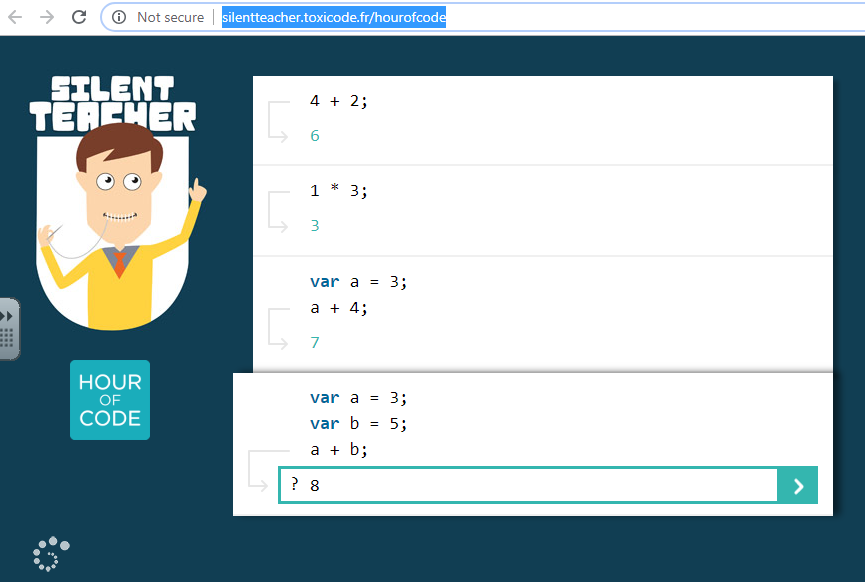 Not secure | silentteacher.toxicode.fr/hourofcode
SILENT
TEACHER
HOUR
OF
CODE
4 + 2;
6
1 * 3;
3
var a = 3;
a + 4;
7
var a = 3;
var b = 5;
a + b;
? 8